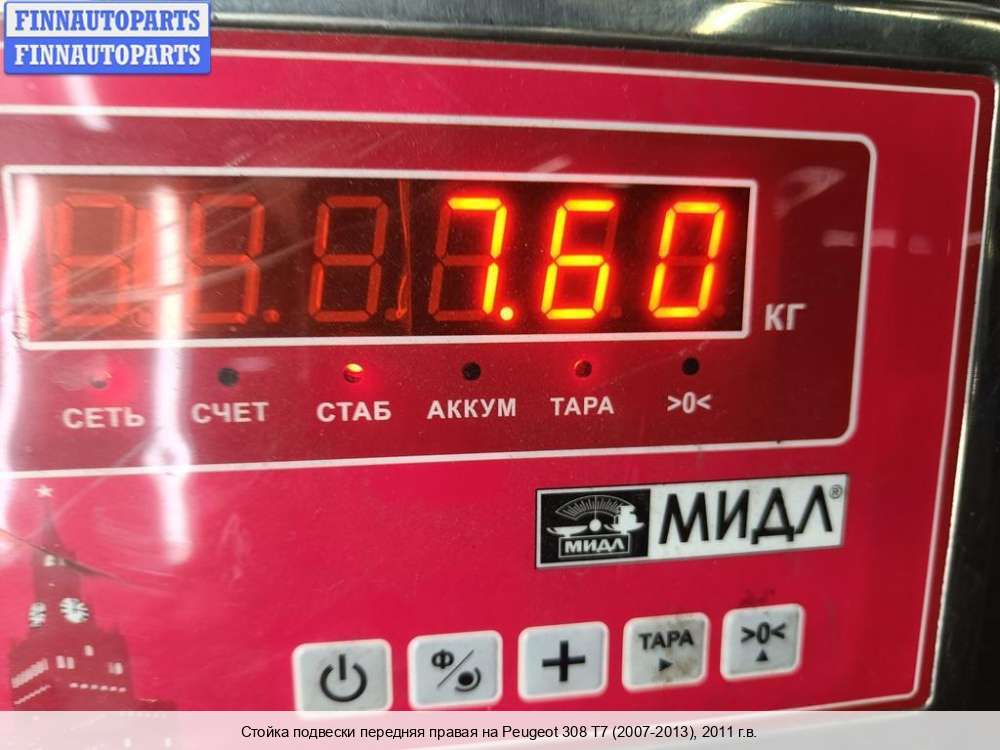 FINNAUTOPARTS
FINNAUTOPARTS
7.60 КГ
СЕТЬ СЧЕТ СТАБ АККУМ ТАРА >0<
МИДЛ МИДЛ®
Ф ТАРА >0<
Стойка подвески передняя правая на Peugeot 308 T7 (2007-2013), 2011 г.в.